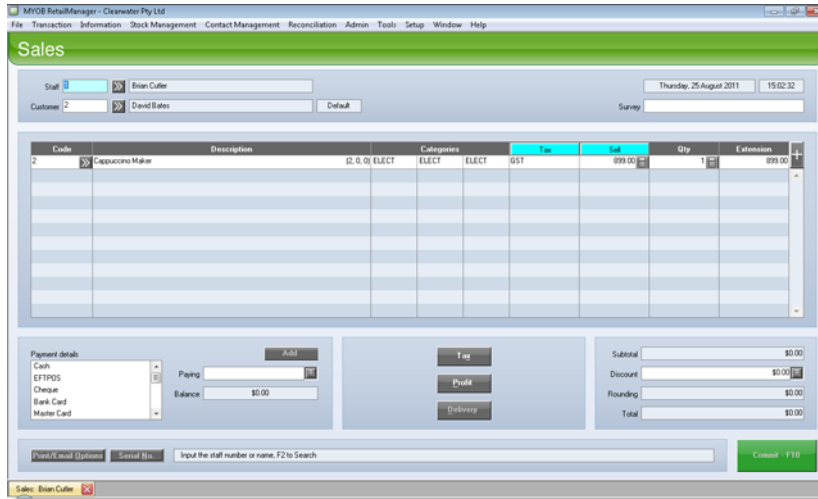 MYOB RetailManager - Clearwater Pty Ltd
File Transaction Information Stock Management Contact Management Reconciliation Admin Tools Setup Window Help
Sales
Staff 1 Brian Cutler Thursday, 25 August 2011 15:02:32
Customer 2 David Bates Default Survey
Code Description Categories Tax Sell Qty Extension +
2 Cappuccino Maker (2, 0, 0) ELECT ELECT ELECT GST 899.00 1 899.00
Payment details Add Tax Subtotal $0.00
Cash
EFTPOS Paying Discount $0.00
Cheque Profit
Bank Card Balance $0.00 Rounding $0.00
Master Card Delivery Total $0.00
Print/Email Options Serial No. Input the staff number or name, F2 to Search Commit - F10
Sales: Brian Cutler